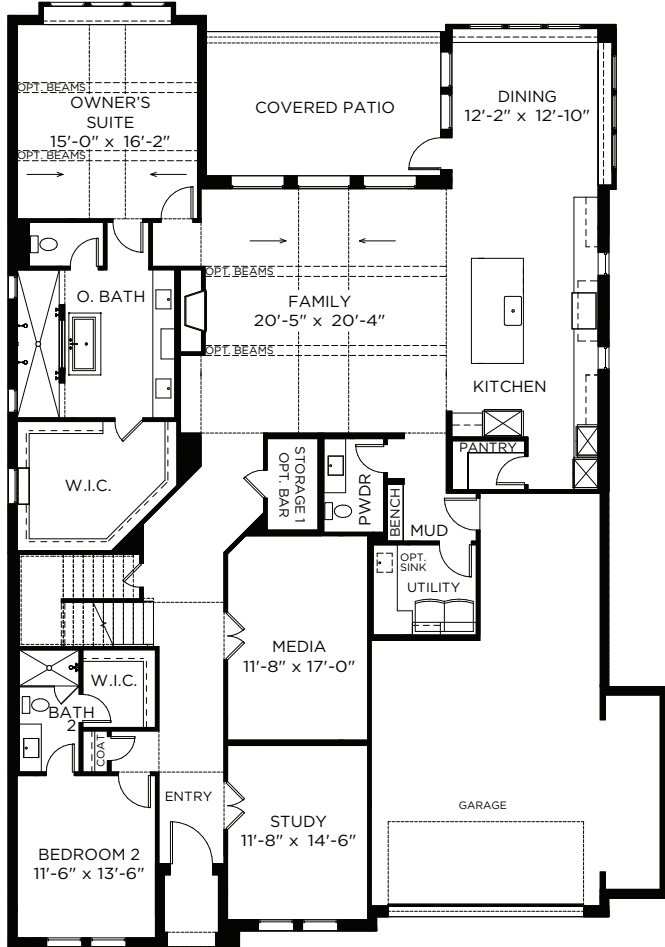 OPT. BEAMS
OWNER'S
SUITE
15'-0" x 16'-2"
OPT. BEAMS
COVERED PATIO
DINING
12'-2" x 12'-10"
O. BATH
OPT. BEAMS
FAMILY
20'-5" x 20'-4"
OPT. BEAMS
KITCHEN
PANTRY
W.I.C.
STORAGE 1
OPT. BAR
PWDR
BENCH
MUD
OPT.
SINK
UTILITY
MEDIA
11'-8" x 17'-0"
W.I.C.
BATH
2
COAT
ENTRY
STUDY
11'-8" x 14'-6"
GARAGE
BEDROOM 2
11'-6" x 13'-6"